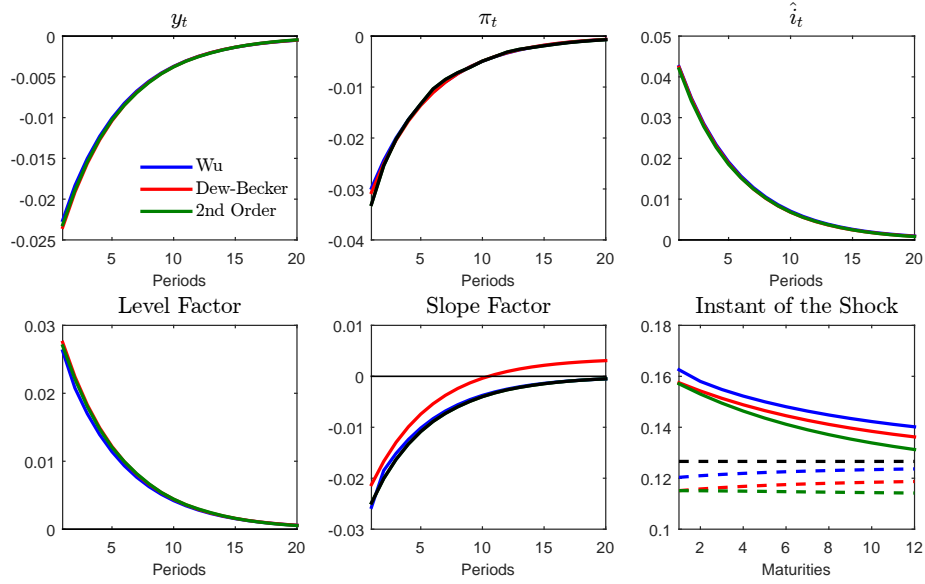 y_t
π_t
î_t
0
-0.005
-0.01
-0.015
-0.02
-0.025
5 10 15 20
Periods
Wu
Dew-Becker
2nd Order
0
-0.01
-0.02
-0.03
-0.04
5 10 15 20
Periods
0.05
0.04
0.03
0.02
0.01
0
5 10 15 20
Periods
Level Factor
0.03
0.02
0.01
0
5 10 15 20
Periods
Slope Factor
0.01
0
-0.01
-0.02
-0.03
5 10 15 20
Periods
Instant of the Shock
0.18
0.16
0.14
0.12
0.1
2 4 6 8 10 12
Maturities